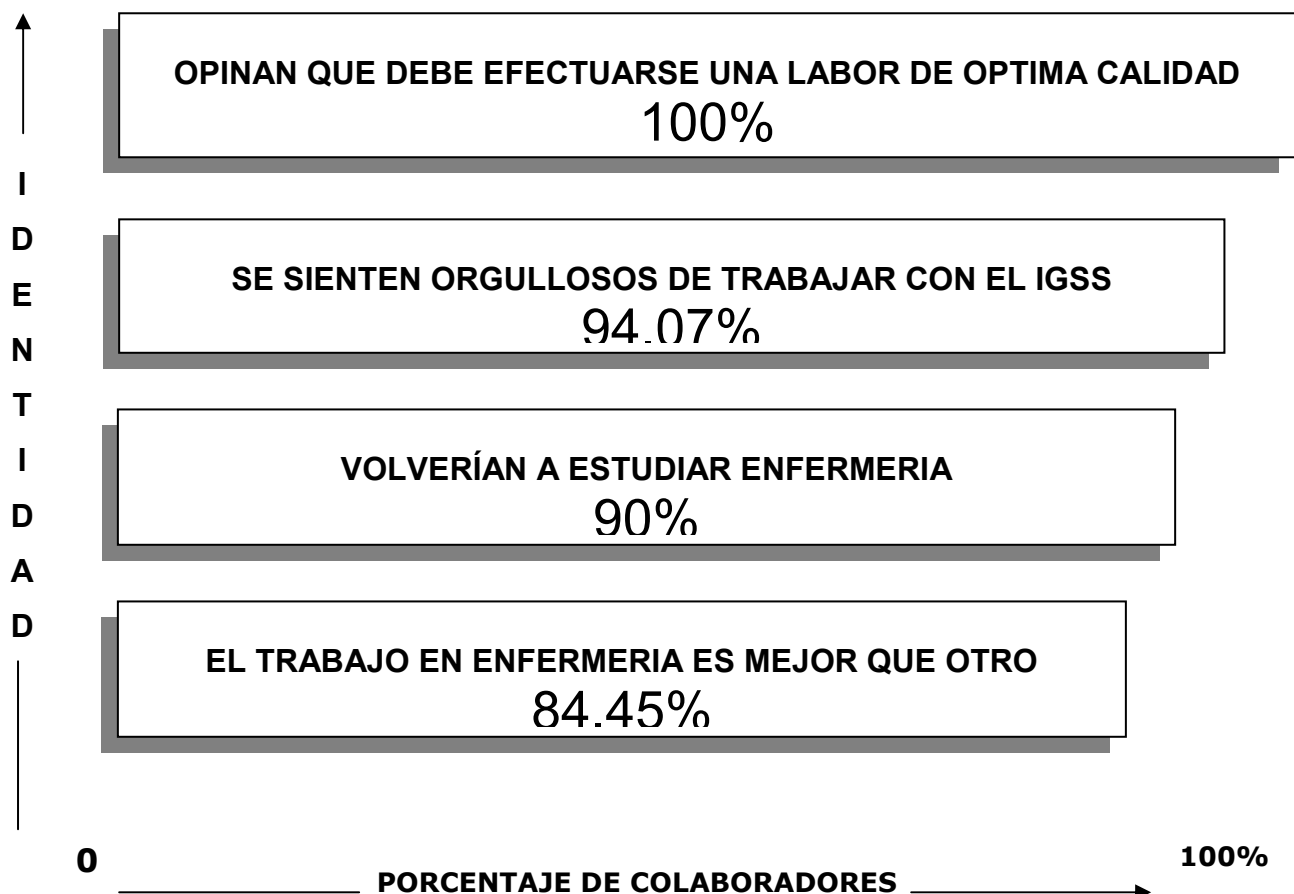 OPINAN QUE DEBE EFECTUARSE UNA LABOR DE OPTIMA CALIDAD
100%
SE SIENTEN ORGULLOSOS DE TRABAJAR CON EL IGSS
94.07%
VOLVERÍAN A ESTUDIAR ENFERMERIA
90%
EL TRABAJO EN ENFERMERIA ES MEJOR QUE OTRO
84.45%
I
D
E
N
T
I
D
A
D
0
100%
PORCENTAJE DE COLABORADORES